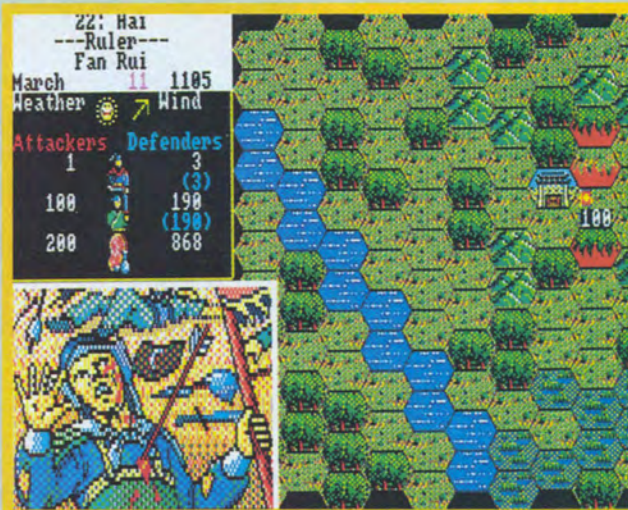 22: Hai
---Ruler---
Fan Rui
March 11 1105
Weather Wind
Attackers Defenders
1 3
(3)
100 190
(190)
200 868
100